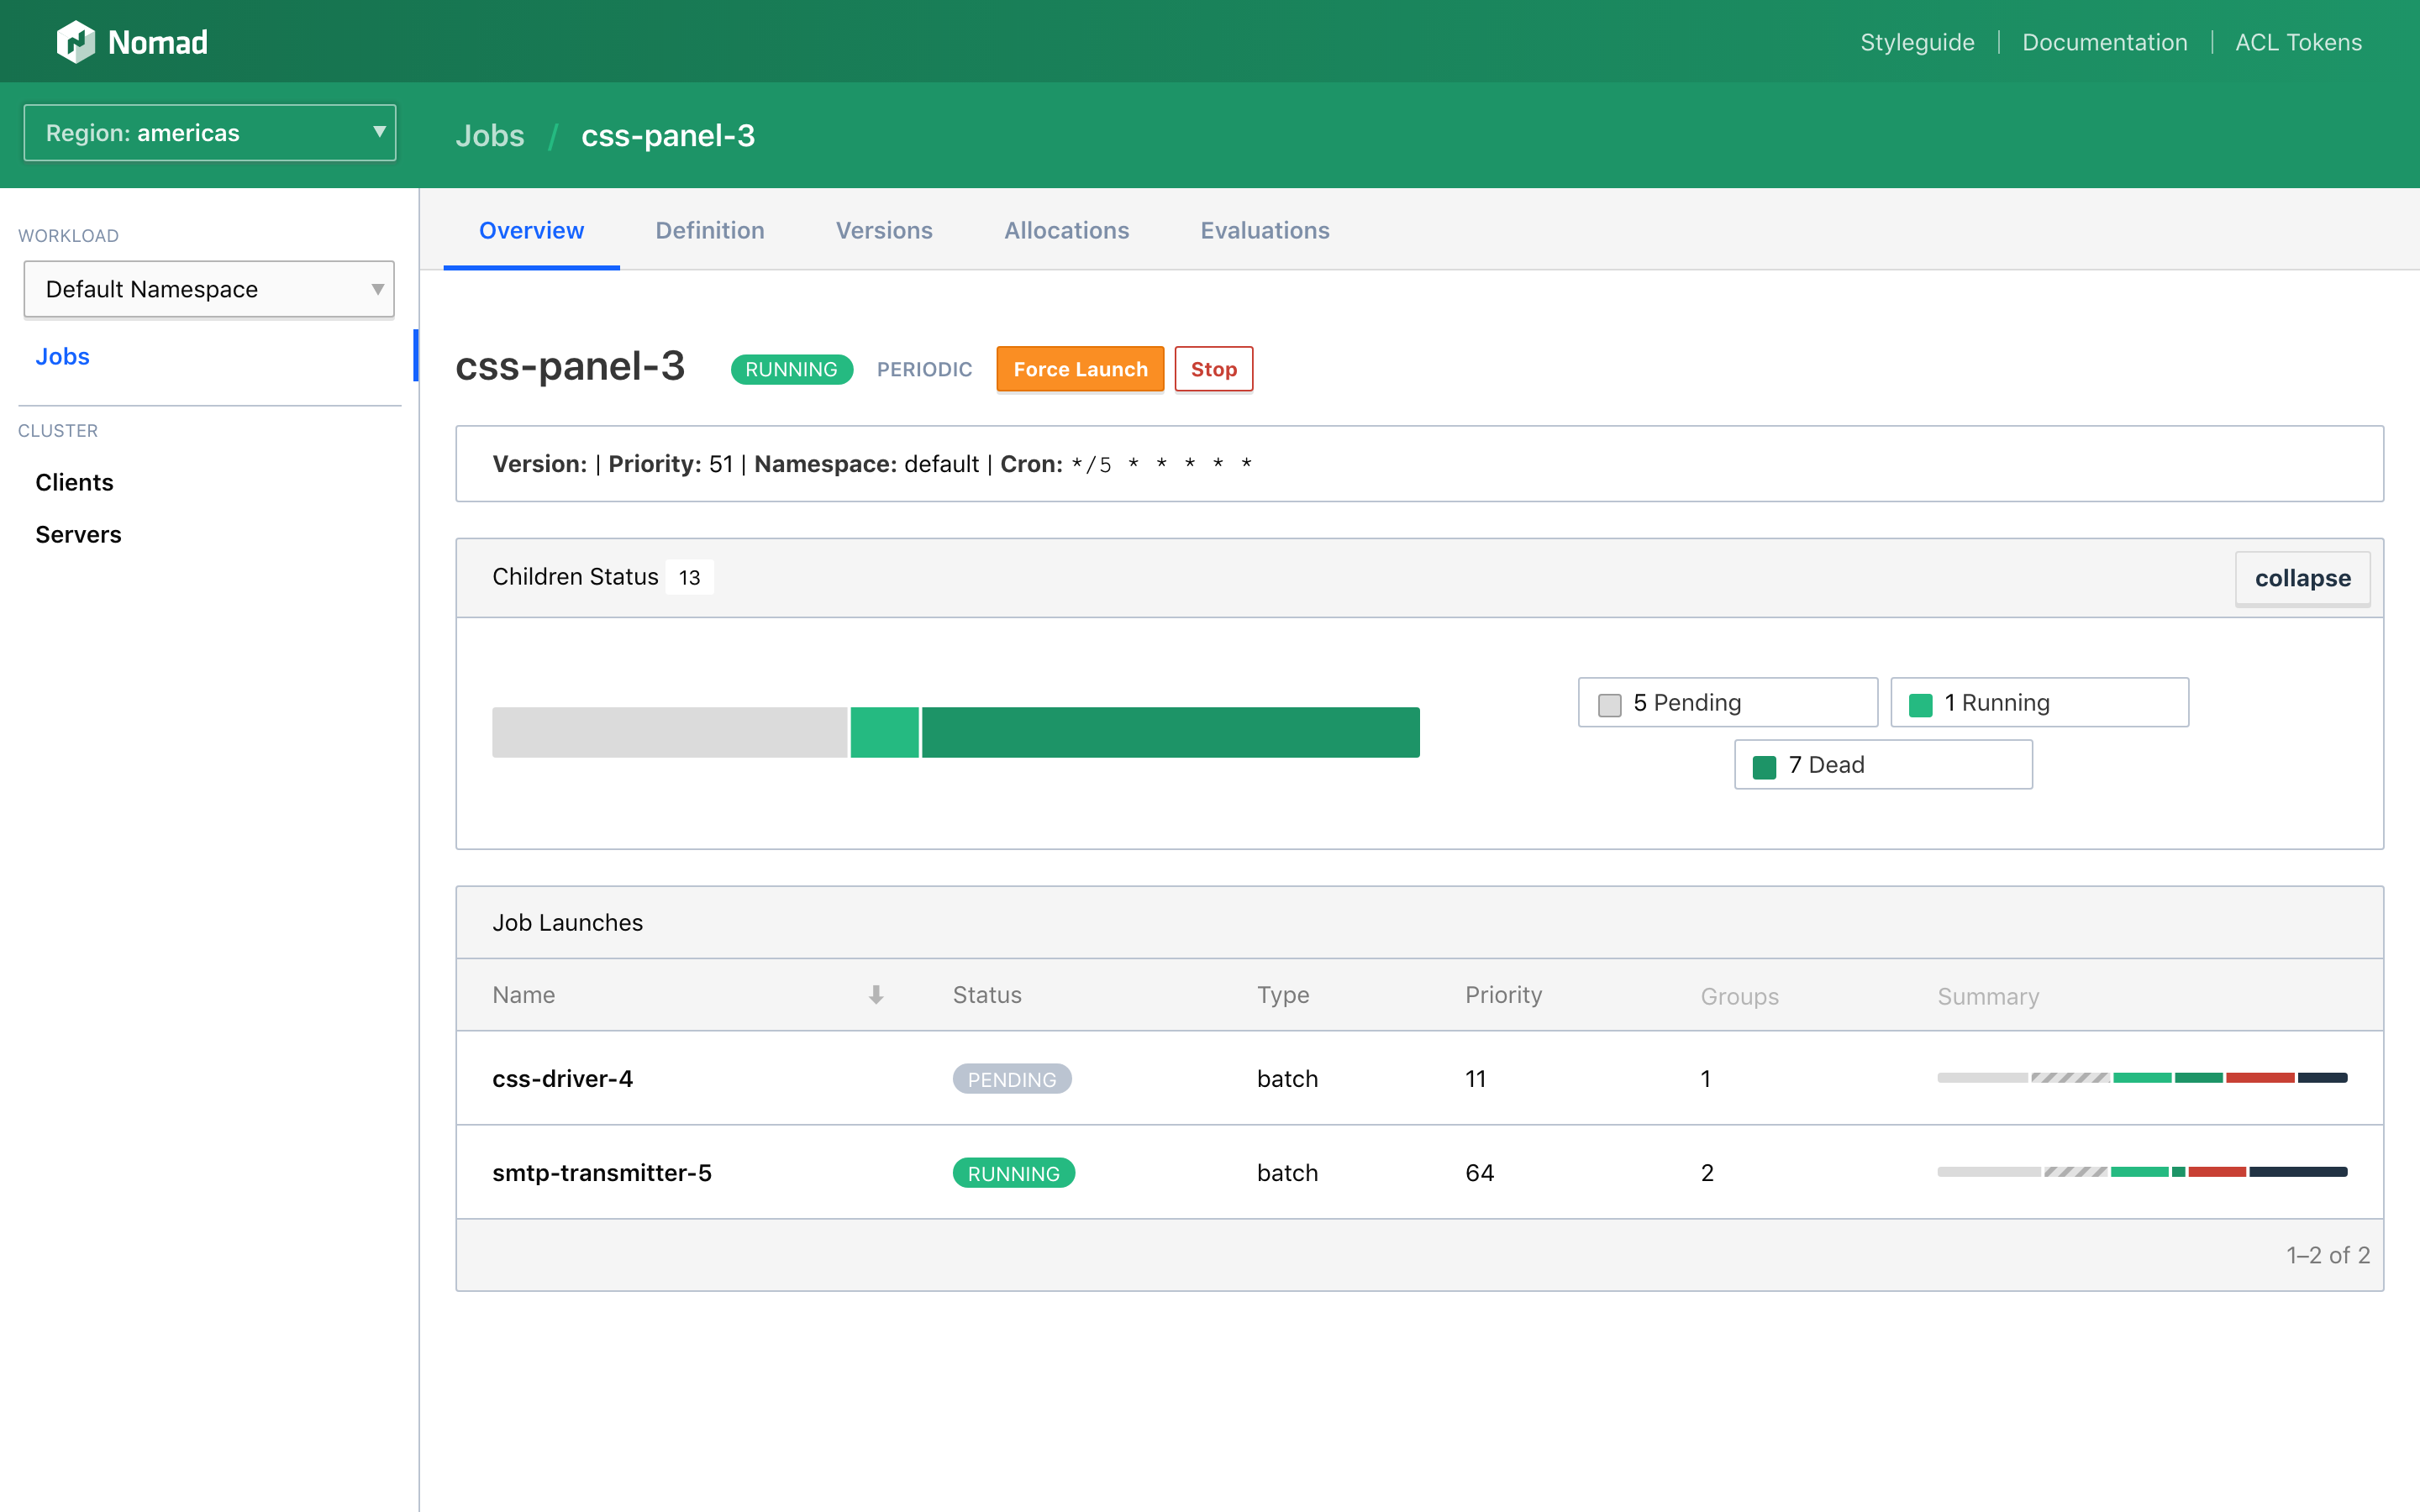 Nomad
Styleguide | Documentation | ACL Tokens
Region: americas
Jobs / css-panel-3
WORKLOAD
Default Namespace
Jobs
CLUSTER
Clients
Servers
Overview Definition Versions Allocations Evaluations
css-panel-3 RUNNING PERIODIC Force Launch Stop
Version: | Priority: 51 | Namespace: default | Cron: */5 * * * * *
Children Status 13 collapse
5 Pending 1 Running
7 Dead
Job Launches
Name Status Type Priority Groups Summary
css-driver-4 PENDING batch 11 1
smtp-transmitter-5 RUNNING batch 64 2
1–2 of 2